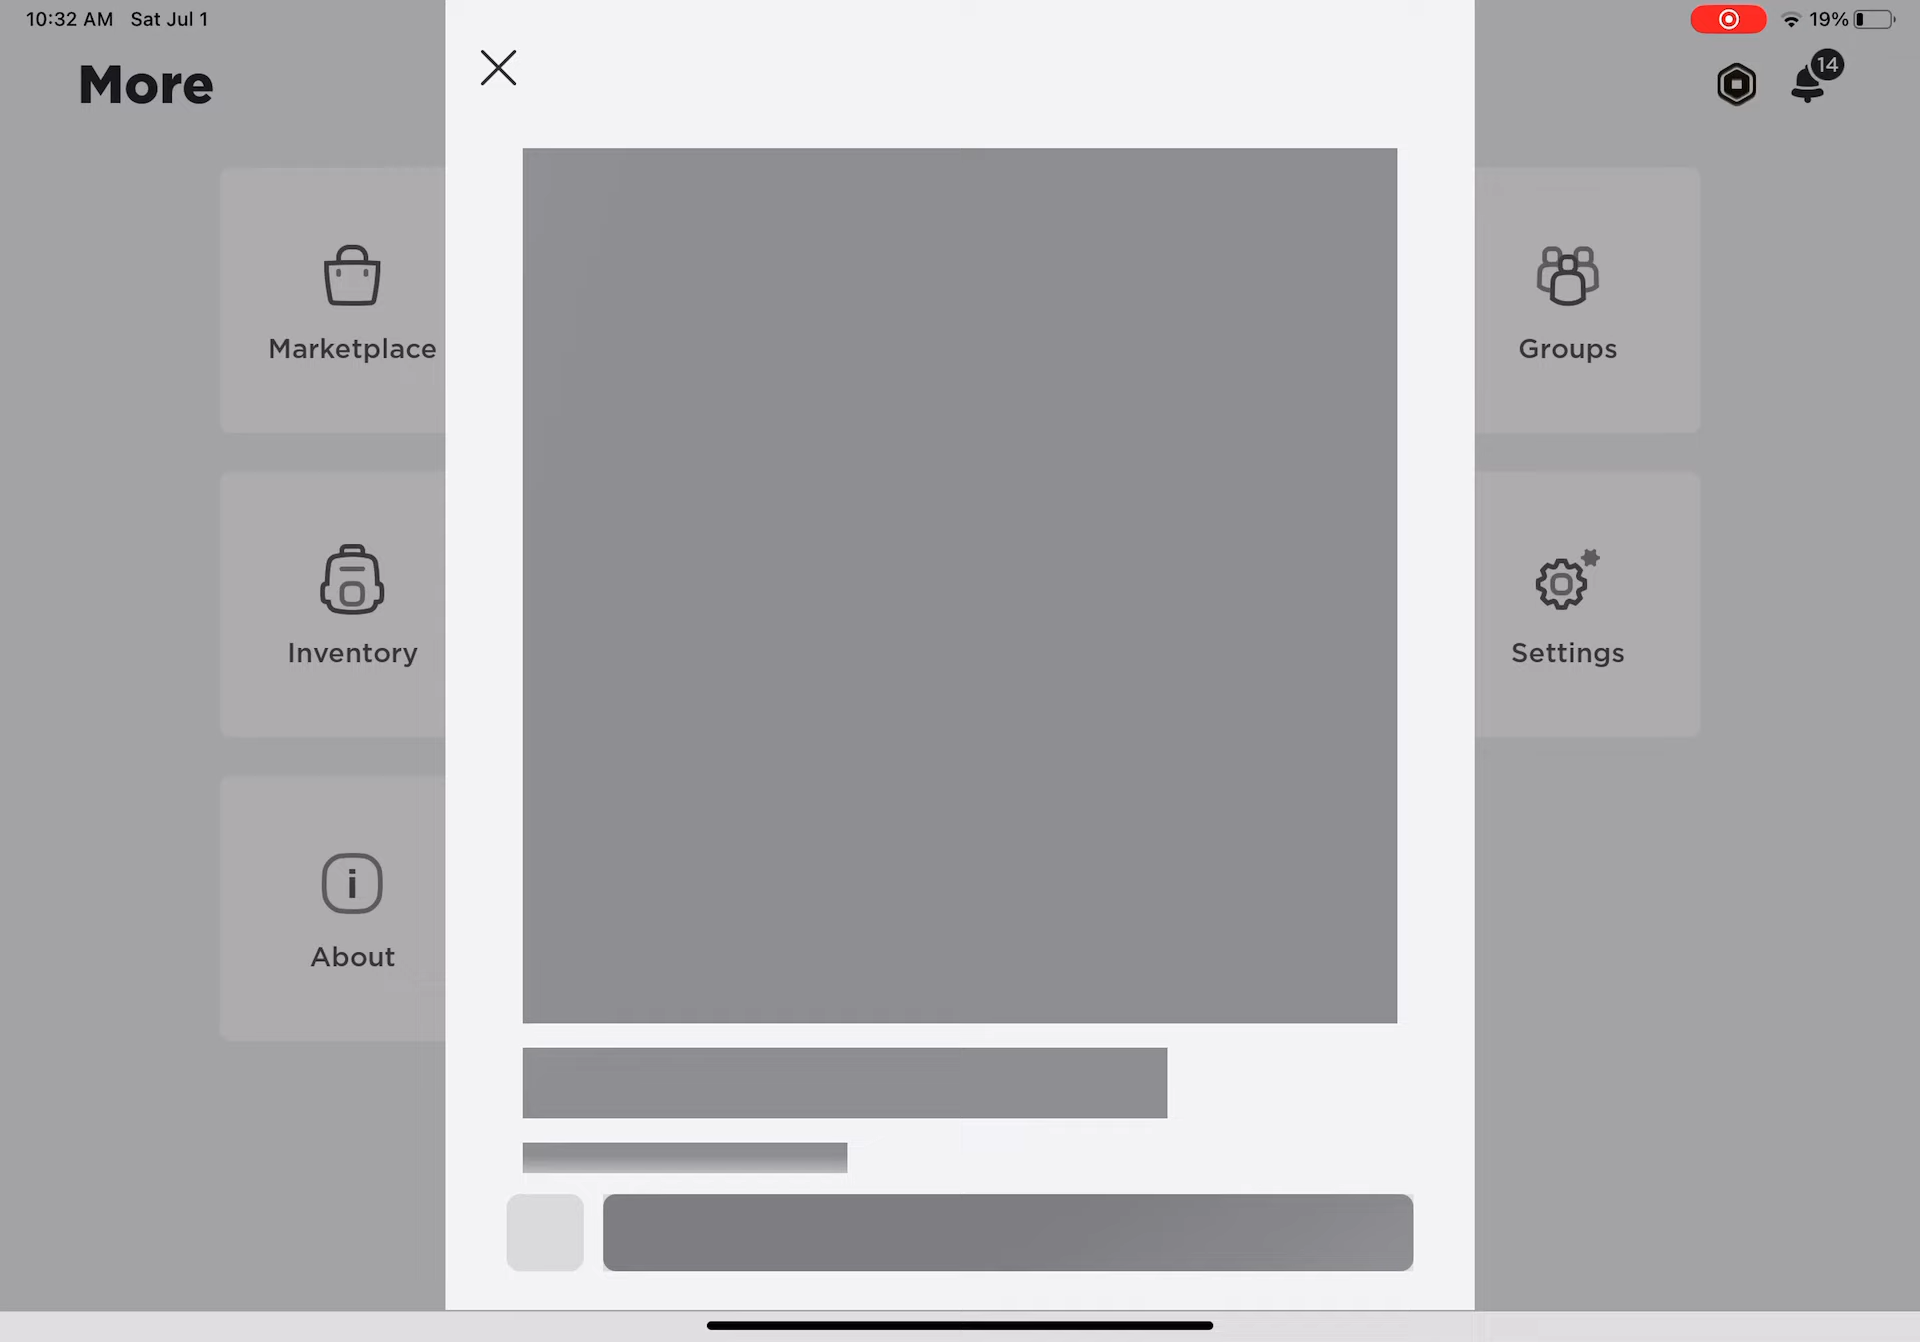 10:32 AM Sat Jul 1
19%
More
14
Marketplace
Groups
Inventory
Settings
About